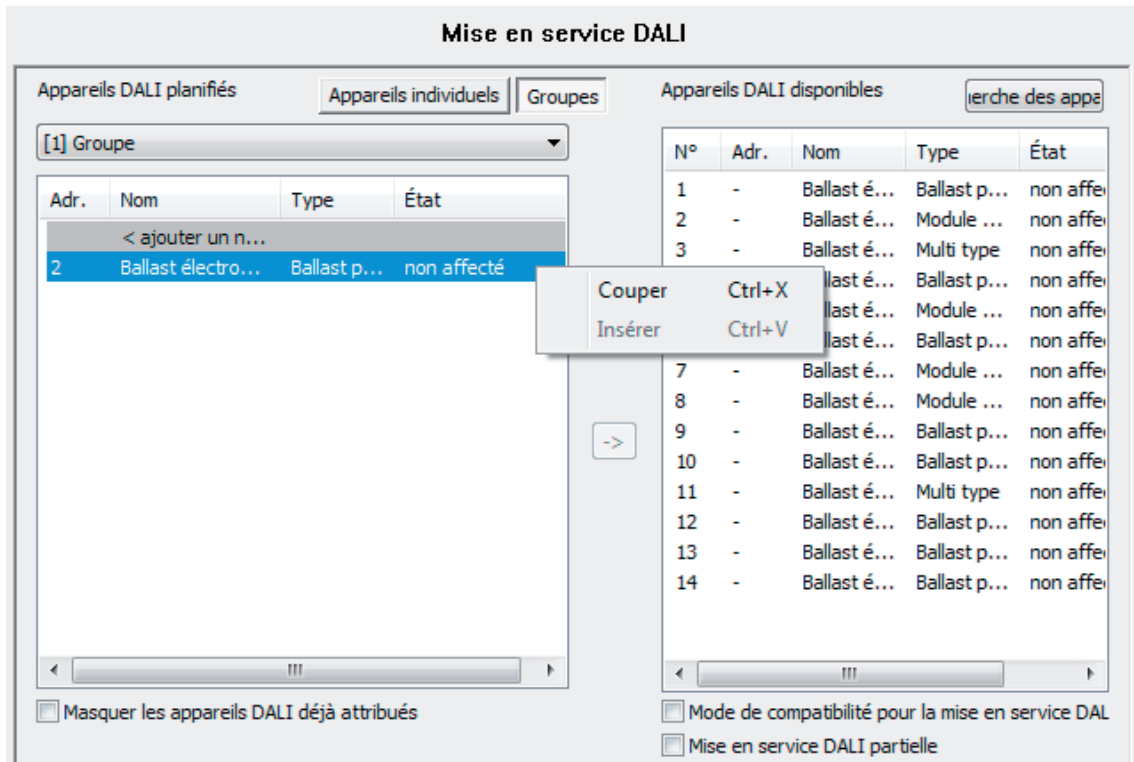 Mise en service DALI
Appareils DALI planifiés
Appareils individuels
Groupes
[1] Groupe
Adr. Nom Type État
< ajouter un n...
2 Ballast électro... Ballast p... non affecté
Couper Ctrl+X
Insérer Ctrl+V
->
Masquer les appareils DALI déjà attribués
Appareils DALI disponibles
erche des appa
N° Adr. Nom Type État
1 - Ballast é... Ballast p... non affe
2 - Ballast é... Module ... non affe
3 - Ballast é... Multi type non affe
llast é... Ballast p... non affe
llast é... Module ... non affe
llast é... Ballast p... non affe
7 - Ballast é... Module ... non affe
8 - Ballast é... Module ... non affe
9 - Ballast é... Ballast p... non affe
10 - Ballast é... Ballast p... non affe
11 - Ballast é... Multi type non affe
12 - Ballast é... Ballast p... non affe
13 - Ballast é... Ballast p... non affe
14 - Ballast é... Ballast p... non affe
Mode de compatibilité pour la mise en service DAL
Mise en service DALI partielle